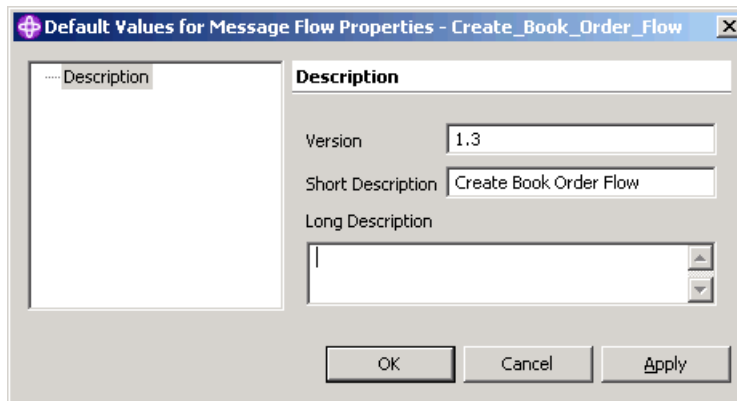 Default Values for Message Flow Properties - Create_Book_Order_Flow
Description
Description
Version
1.3
Short Description
Create Book Order Flow
Long Description
OK
Cancel
Apply